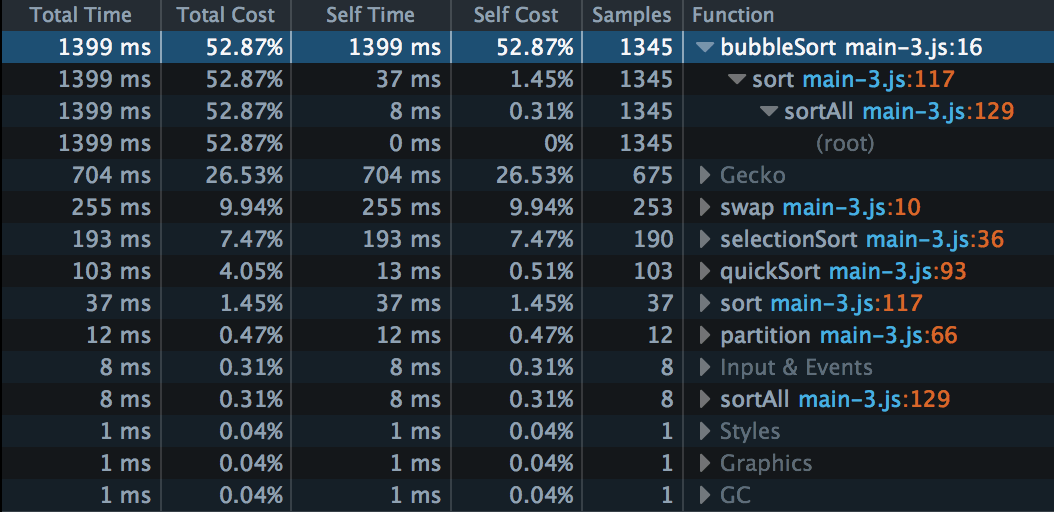 Total Time Total Cost Self Time Self Cost Samples Function
1399 ms 52.87% 1399 ms 52.87% 1345 bubbleSort main-3.js:16
1399 ms 52.87% 37 ms 1.45% 1345 sort main-3.js:117
1399 ms 52.87% 8 ms 0.31% 1345 sortAll main-3.js:129
1399 ms 52.87% 0 ms 0% 1345 (root)
704 ms 26.53% 704 ms 26.53% 675 Gecko
255 ms 9.94% 255 ms 9.94% 253 swap main-3.js:10
193 ms 7.47% 193 ms 7.47% 190 selectionSort main-3.js:36
103 ms 4.05% 13 ms 0.51% 103 quickSort main-3.js:93
37 ms 1.45% 37 ms 1.45% 37 sort main-3.js:117
12 ms 0.47% 12 ms 0.47% 12 partition main-3.js:66
8 ms 0.31% 8 ms 0.31% 8 Input & Events
8 ms 0.31% 8 ms 0.31% 8 sortAll main-3.js:129
1 ms 0.04% 1 ms 0.04% 1 Styles
1 ms 0.04% 1 ms 0.04% 1 Graphics
1 ms 0.04% 1 ms 0.04% 1 GC